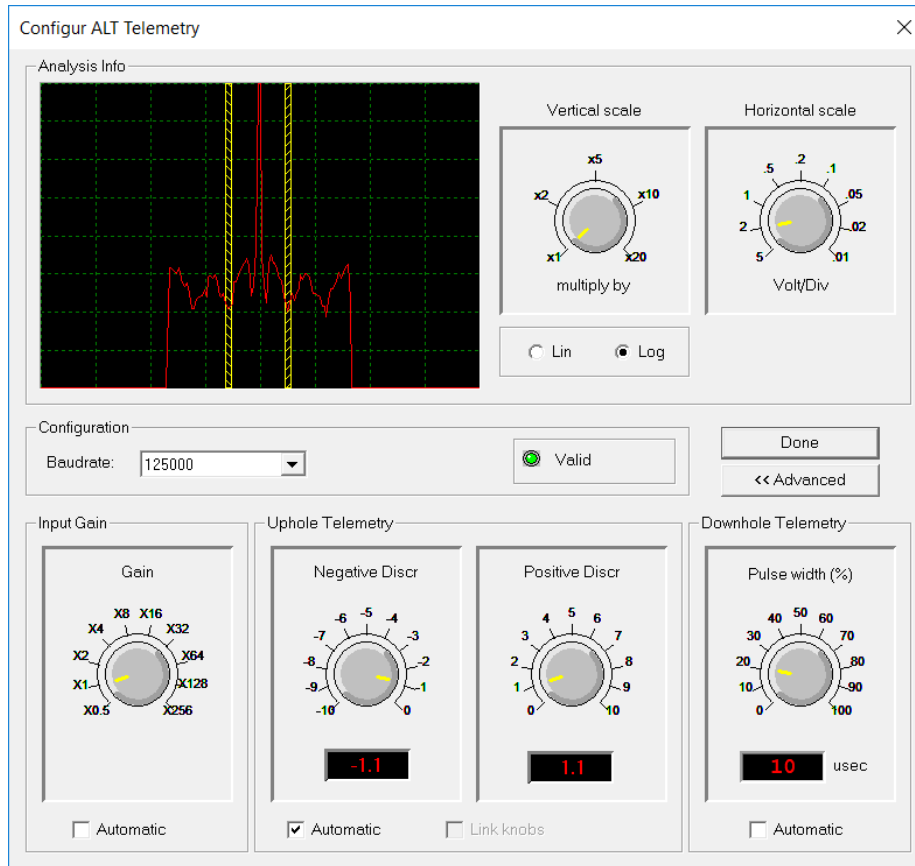 Configur ALT Telemetry
Analysis Info
Vertical scale
x1
x2
x5
x10
x20
multiply by
Lin
Log
Horizontal scale
5
2
1
.5
.2
.1
.05
.02
.01
Volt/Div
Configuration
Baudrate:
125000
Valid
Done
<< Advanced
Input Gain
Gain
X0.5
X1
X2
X4
X8
X16
X32
X64
X128
X256
Automatic
Uphole Telemetry
Negative Discr
-10
-9
-8
-7
-6
-5
-4
-3
-2
-1
0
-1.1
Automatic
Positive Discr
0
1
2
3
4
5
6
7
8
9
10
1.1
Link knobs
Downhole Telemetry
Pulse width (%)
0
10
20
30
40
50
60
70
80
90
100
10
usec
Automatic